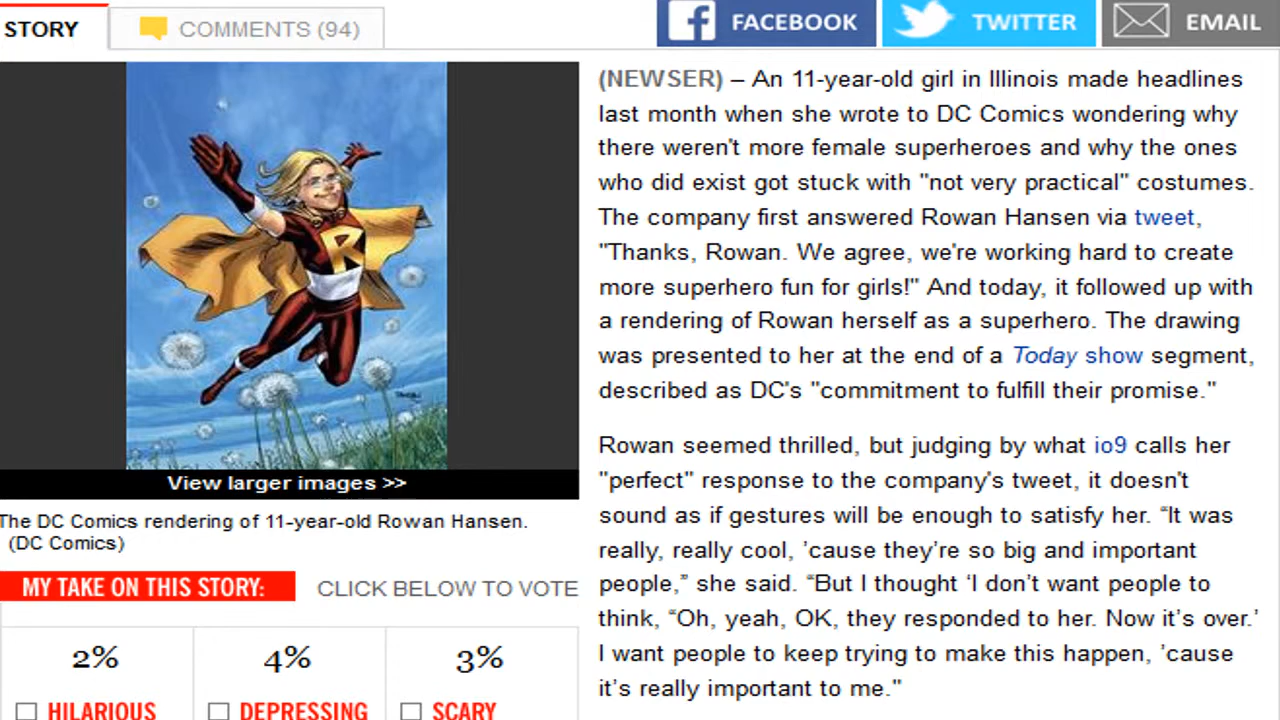 STORY
COMMENTS (94)
FACEBOOK
TWITTER
EMAIL
R
View larger images >>
The DC Comics rendering of 11-year-old Rowan Hansen.
(DC Comics)
MY TAKE ON THIS STORY:
CLICK BELOW TO VOTE
2%
4%
3%
HILARIOUS
DEPRESSING
SCARY
(NEWSER) – An 11-year-old girl in Illinois made headlines
last month when she wrote to DC Comics wondering why
there weren't more female superheroes and why the ones
who did exist got stuck with "not very practical" costumes.
The company first answered Rowan Hansen via tweet,
"Thanks, Rowan. We agree, we're working hard to create
more superhero fun for girls!" And today, it followed up with
a rendering of Rowan herself as a superhero. The drawing
was presented to her at the end of a Today show segment,
described as DC's "commitment to fulfill their promise."
Rowan seemed thrilled, but judging by what io9 calls her
"perfect" response to the company's tweet, it doesn't
sound as if gestures will be enough to satisfy her. “It was
really, really cool, ’cause they’re so big and important
people,” she said. “But I thought ‘I don’t want people to
think, “Oh, yeah, OK, they responded to her. Now it’s over.’
I want people to keep trying to make this happen, ’cause
it’s really important to me."